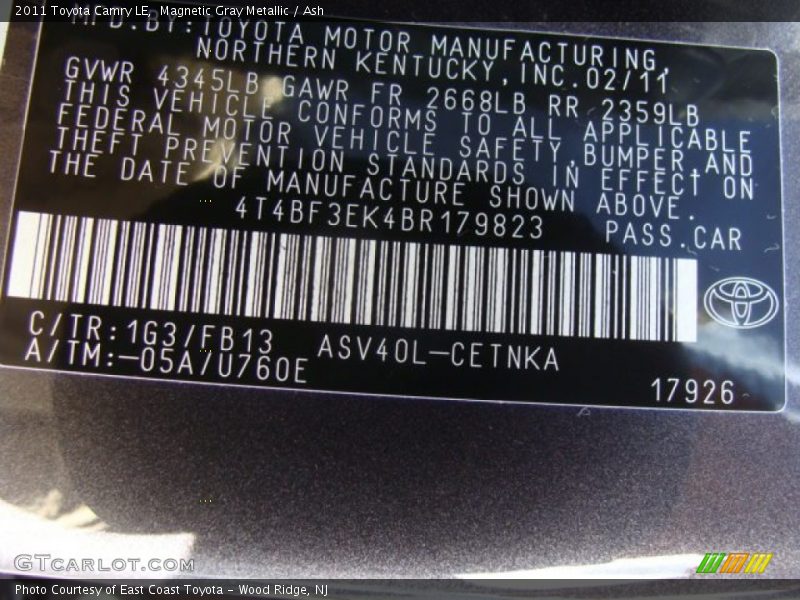 2011 Toyota Camry LE, Magnetic Gray Metallic / Ash
MFD.BY:TOYOTA MOTOR MANUFACTURING,
NORTHERN KENTUCKY,INC.02/11
GVWR 4345LB GAWR FR 2668LB RR 2359LB
THIS VEHICLE CONFORMS TO ALL APPLICABLE
FEDERAL MOTOR VEHICLE SAFETY,BUMPER,AND
THEFT PREVENTION STANDARDS IN EFFECT ON
THE DATE OF MANUFACTURE SHOWN ABOVE.
4T4BF3EK4BR179823 PASS.CAR
C/TR:1G3/FB13 ASV40L-CETNKA
A/TM:-05A/U760E
17926
GTCARLOT.COM
Photo Courtesy of East Coast Toyota - Wood Ridge, NJ